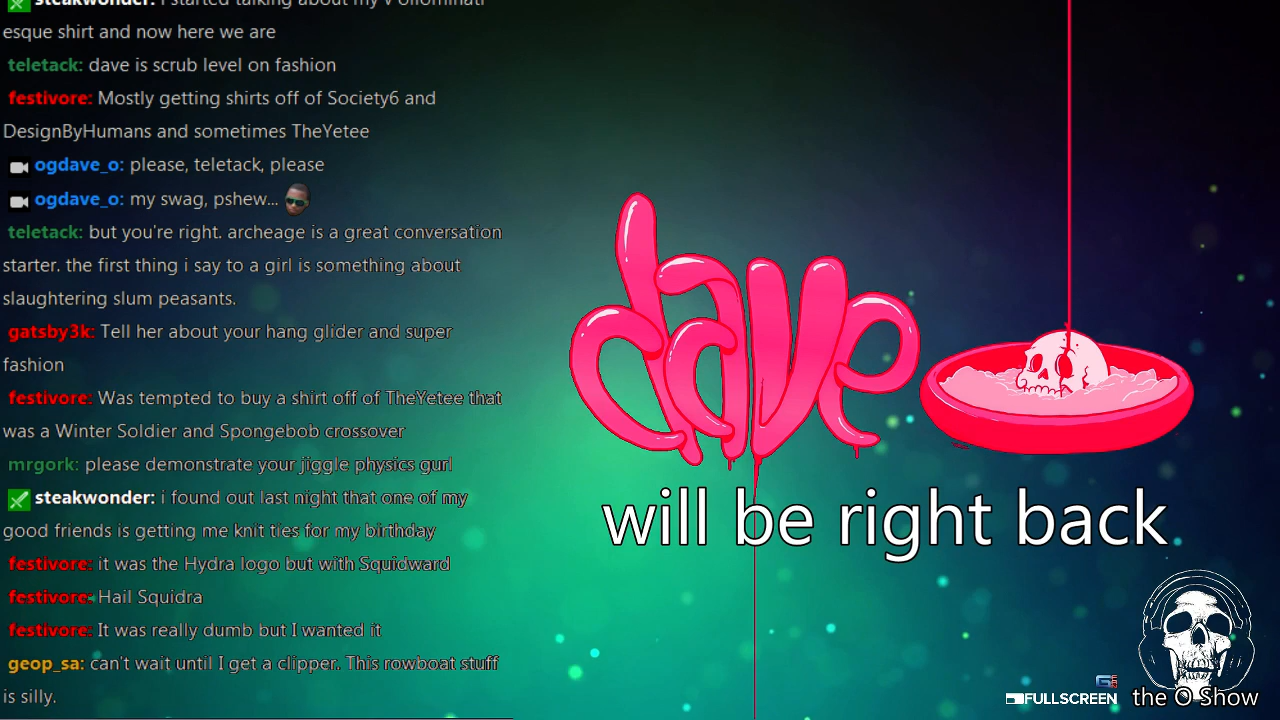 steakwonder: i started talking about my
esque shirt and now here we are
teletack: dave is scrub level on fashion
festivore: Mostly getting shirts off of Society6 and
DesignByHumans and sometimes TheYetee
ogdave_o: please, teletack, please
ogdave_o: my swag, pshew...
teletack: but you're right. archeage is a great conversation
starter. the first thing i say to a girl is something about
slaughtering slum peasants.
gatsby3k: Tell her about your hang glider and super
fashion
festivore: Was tempted to buy a shirt off of TheYetee that
was a Winter Soldier and Spongebob crossover
mrgork: please demonstrate your jiggle physics gurl
steakwonder: i found out last night that one of my
good friends is getting me knit ties for my birthday
festivore: it was the Hydra logo but with Squidward
festivore: Hail Squidra
festivore: It was really dumb but I wanted it
geop_sa: can't wait until I get a clipper. This rowboat stuff
is silly.
dave
will be right back
FULLSCREEN
the O Show